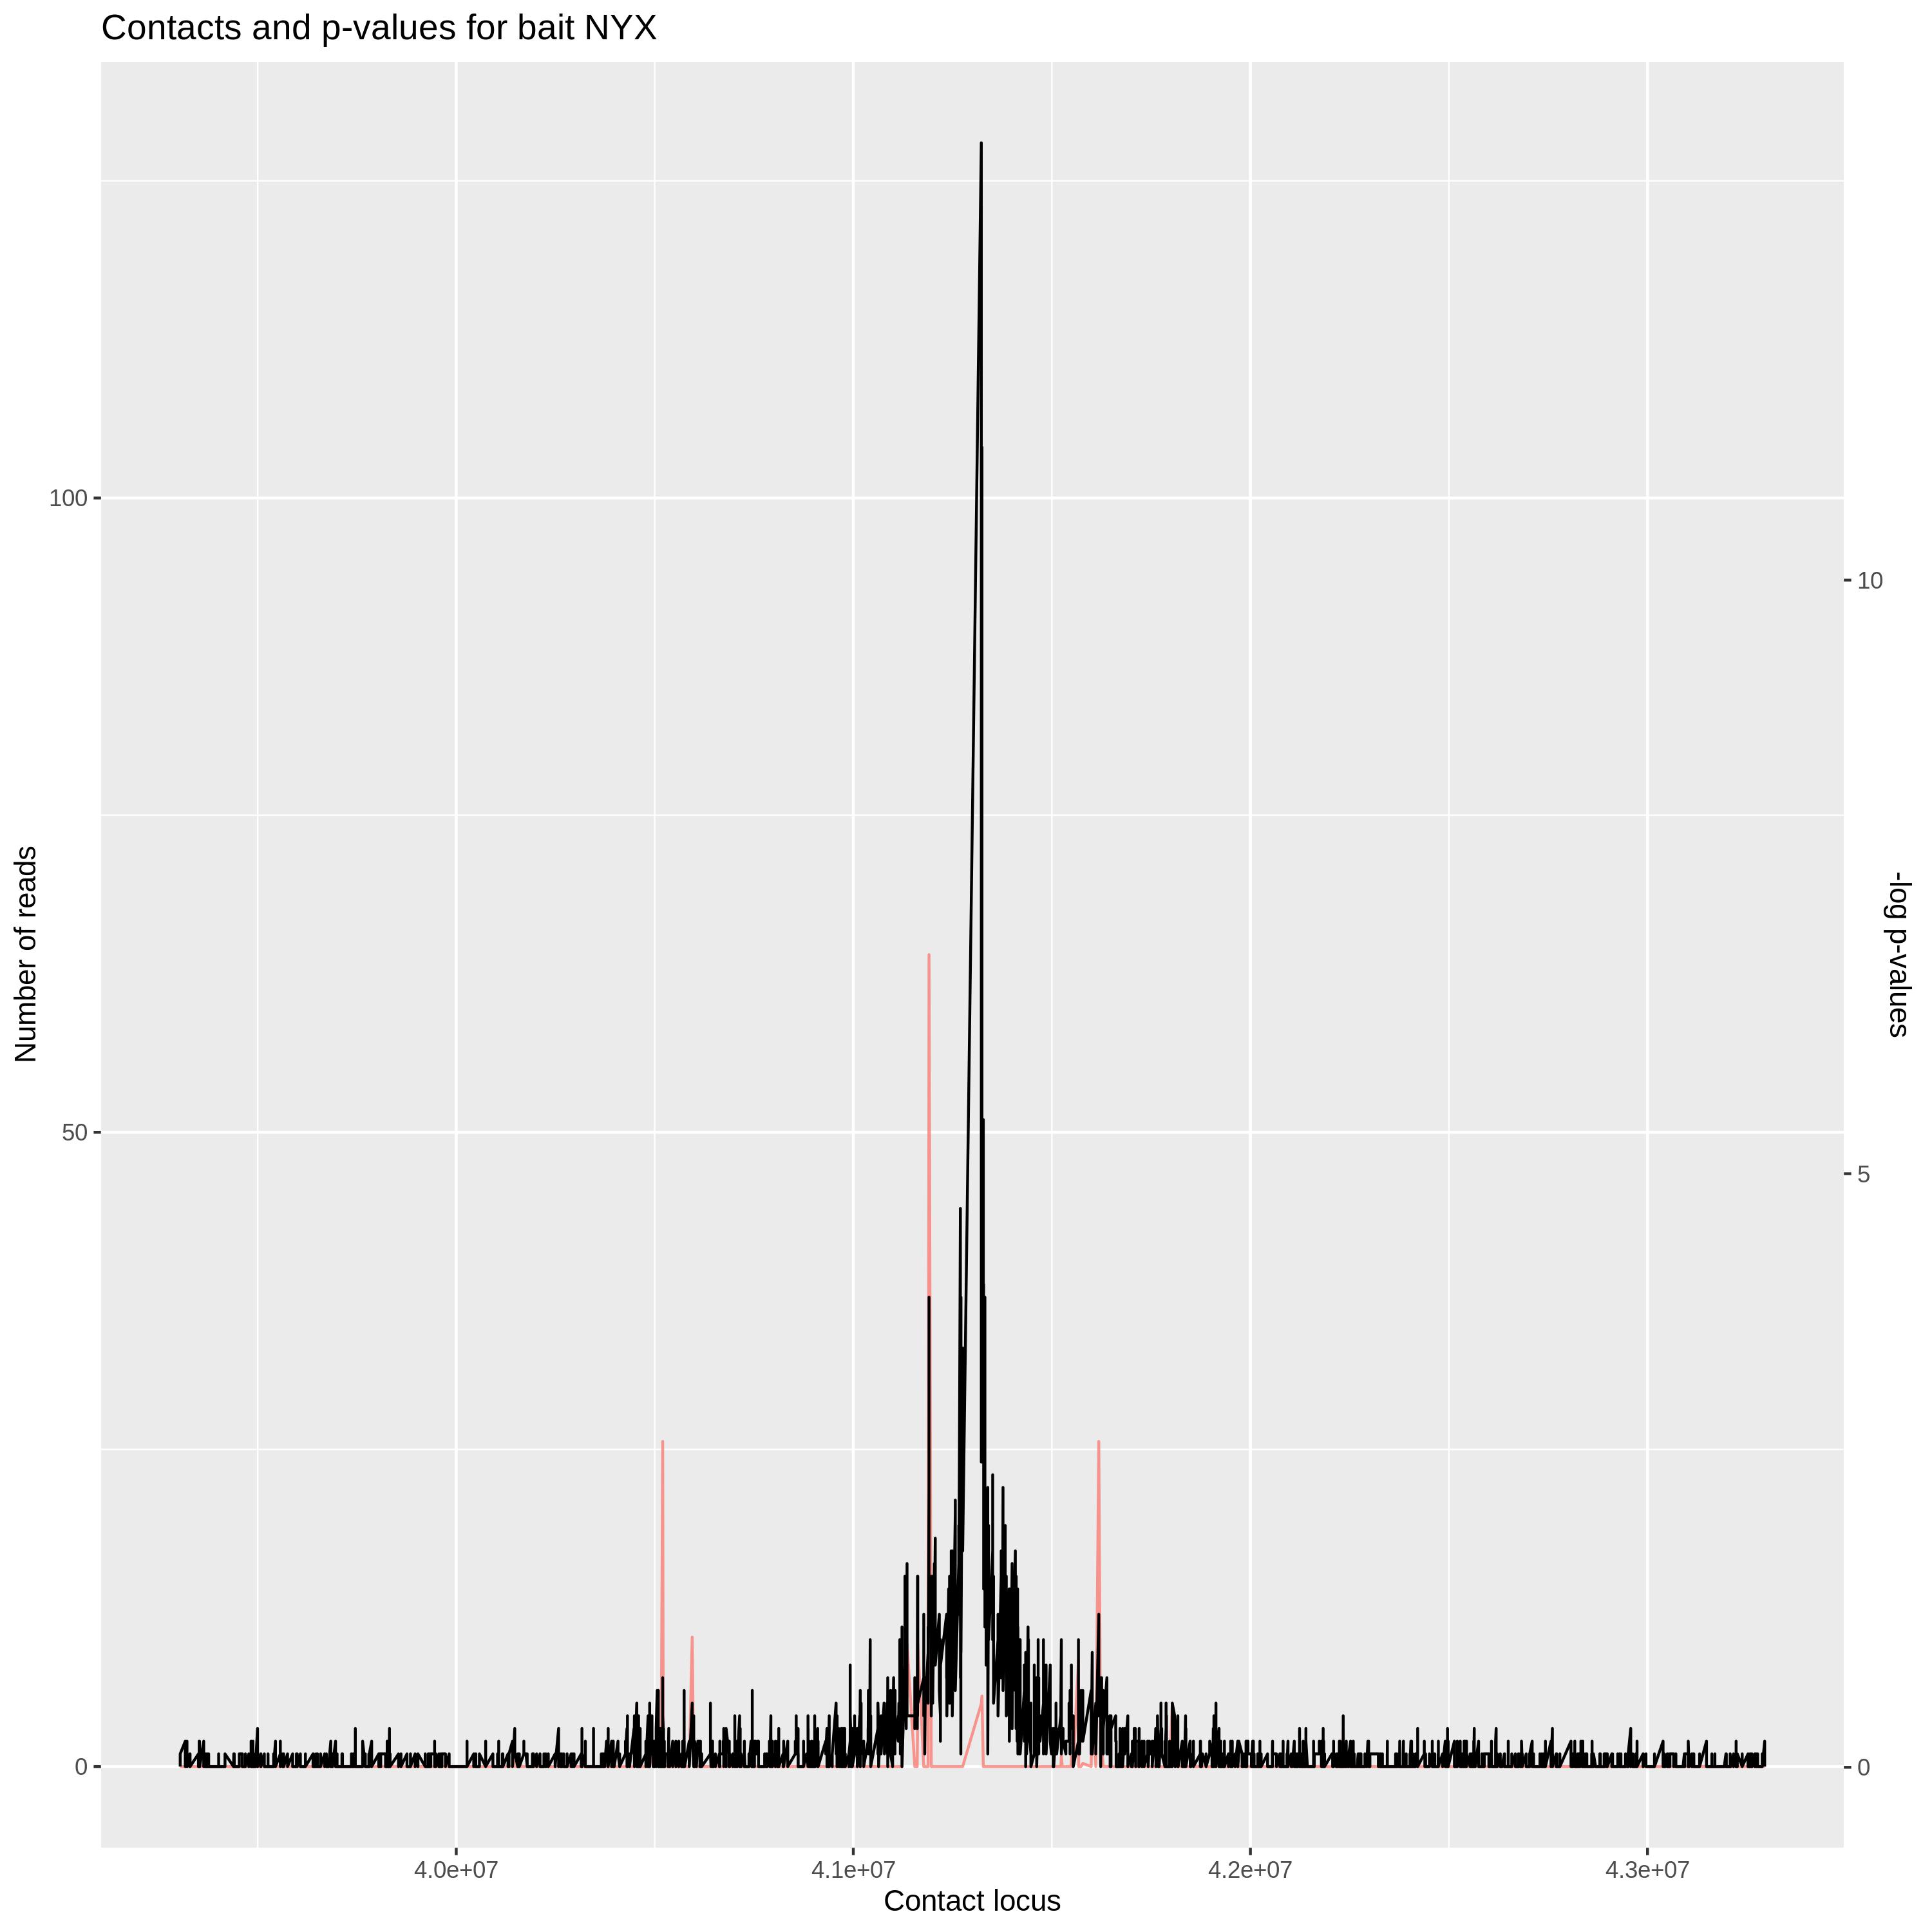 Contacts and p-values for bait NYX
100
50
0
Number of reads
10
5
0
-log p-values
4.0e+07
4.1e+07
4.2e+07
4.3e+07
Contact locus